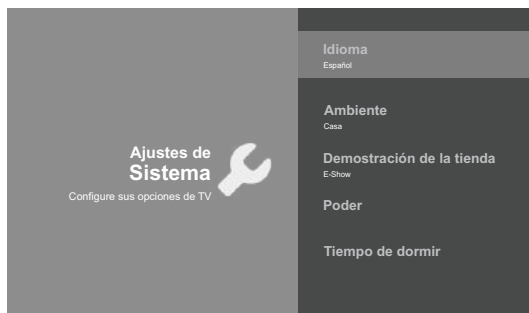 Ajustes de
Sistema
Configure sus opciones de TV
Idioma
Español
Ambiente
Casa
Demostración de la tienda
E-Show
Poder
Tiempo de dormir